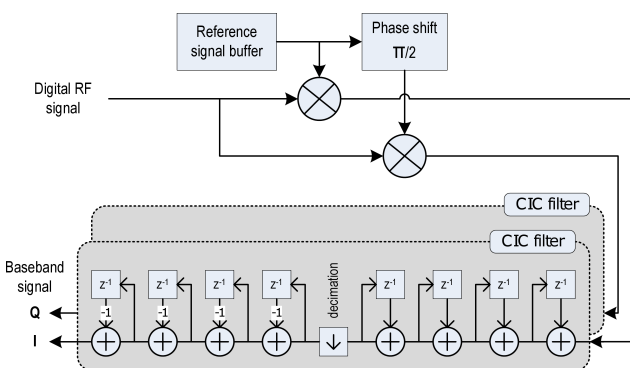 Reference
signal buffer
Phase shift
π/2
Digital RF
signal
CIC filter
CIC filter
Baseband
signal
Q
I
z⁻¹ z⁻¹ z⁻¹ z⁻¹ decimation z⁻¹ z⁻¹ z⁻¹ z⁻¹
-1 -1 -1 -1